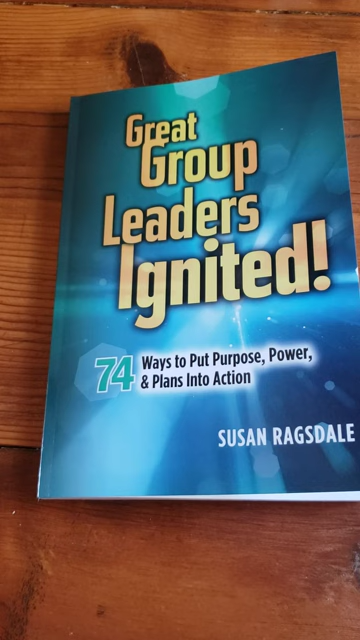 Great
Group
Leaders
Ignited!
74 Ways to Put Purpose, Power,
& Plans Into Action
SUSAN RAGSDALE